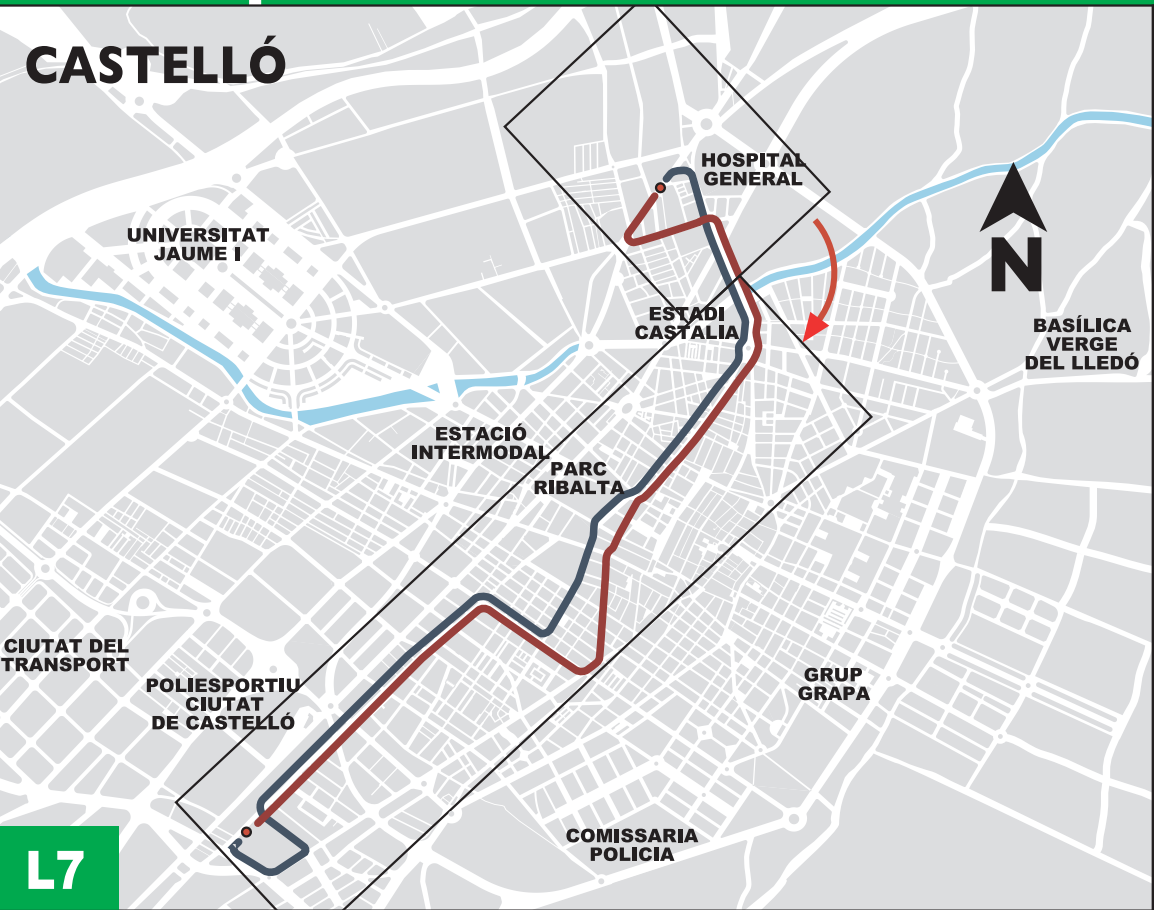 CASTELLÓ
HOSPITAL
GENERAL
UNIVERSITAT
JAUME I
N
ESTADI
CASTALIA
BASÍLICA
VERGE
DEL LLEDÓ
ESTACIÓ
INTERMODAL
PARC
RIBALTA
CIUTAT DEL
TRANSPORT
POLIESPORTIU
CIUTAT
DE CASTELLÓ
GRUP
GRAPA
COMISSARIA
POLICIA
L7